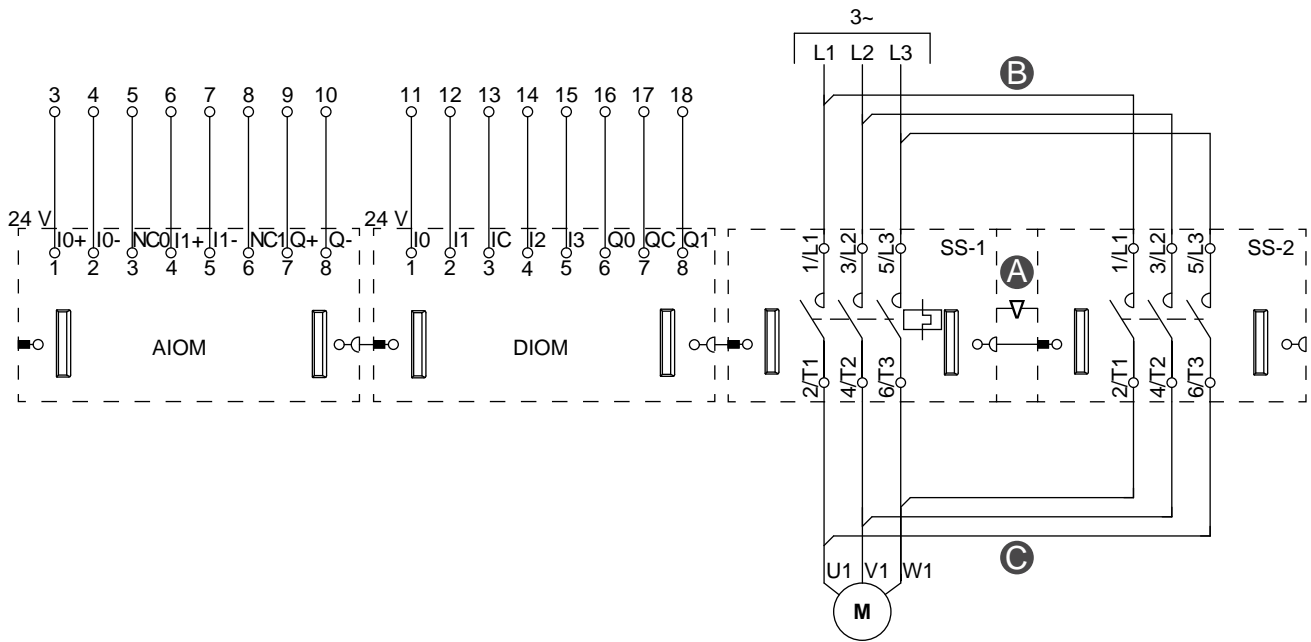 3~
L1 L2 L3
B
3 4 5 6 7 8 9 10
11 12 13 14 15 16 17 18
24 V
I0+ I0- NC0 I1+ I1- NC1 Q+ Q-
1 2 3 4 5 6 7 8
24 V
I0 I1 IC I2 I3 Q0 QC Q1
1 2 3 4 5 6 7 8
1/L1 3/L2 5/L3
SS-1
A
1/L1 3/L2 5/L3
SS-2
AIOM
DIOM
2/T1 4/T2 6/T3
2/T1 4/T2 6/T3
C
U1 V1 W1
M